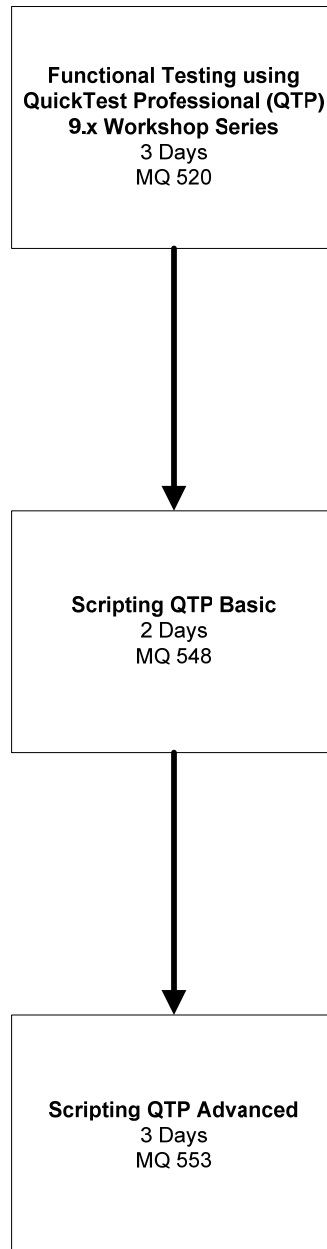 Functional Testing using
QuickTest Professional (QTP)
9.x Workshop Series
3 Days
MQ 520
Scripting QTP Basic
2 Days
MQ 548
Scripting QTP Advanced
3 Days
MQ 553